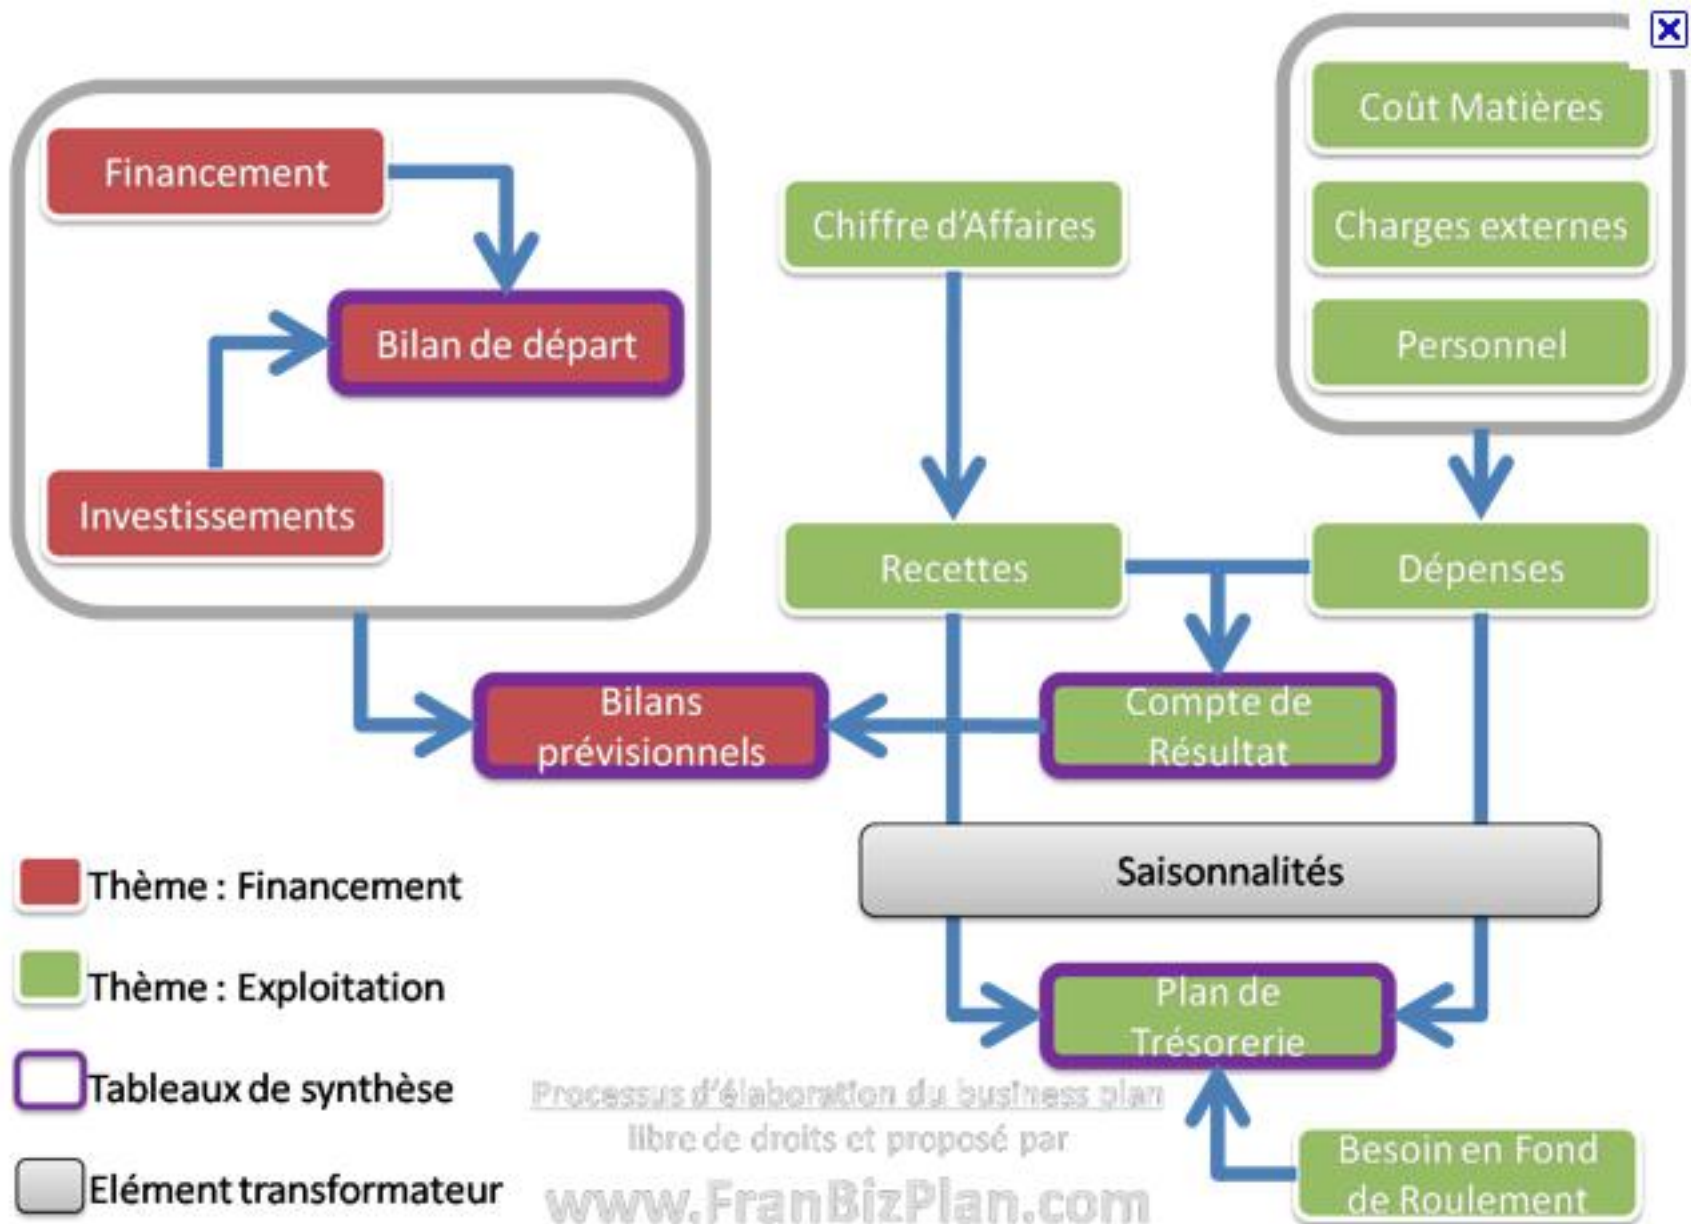 Coût Matières
Financement
Chiffre d'Affaires
Charges externes
Bilan de départ
Personnel
Investissements
Recettes
Dépenses
Bilans
prévisionnels
Compte de
Résultat
Saisonnalités
Thème : Financement
Thème : Exploitation
Plan de
Trésorerie
Tableaux de synthèse
Processus d'élaboration du business plan
libre de droits et proposé par
www.FranBizPlan.com
Besoin en Fond
de Roulement
Elément transformateur